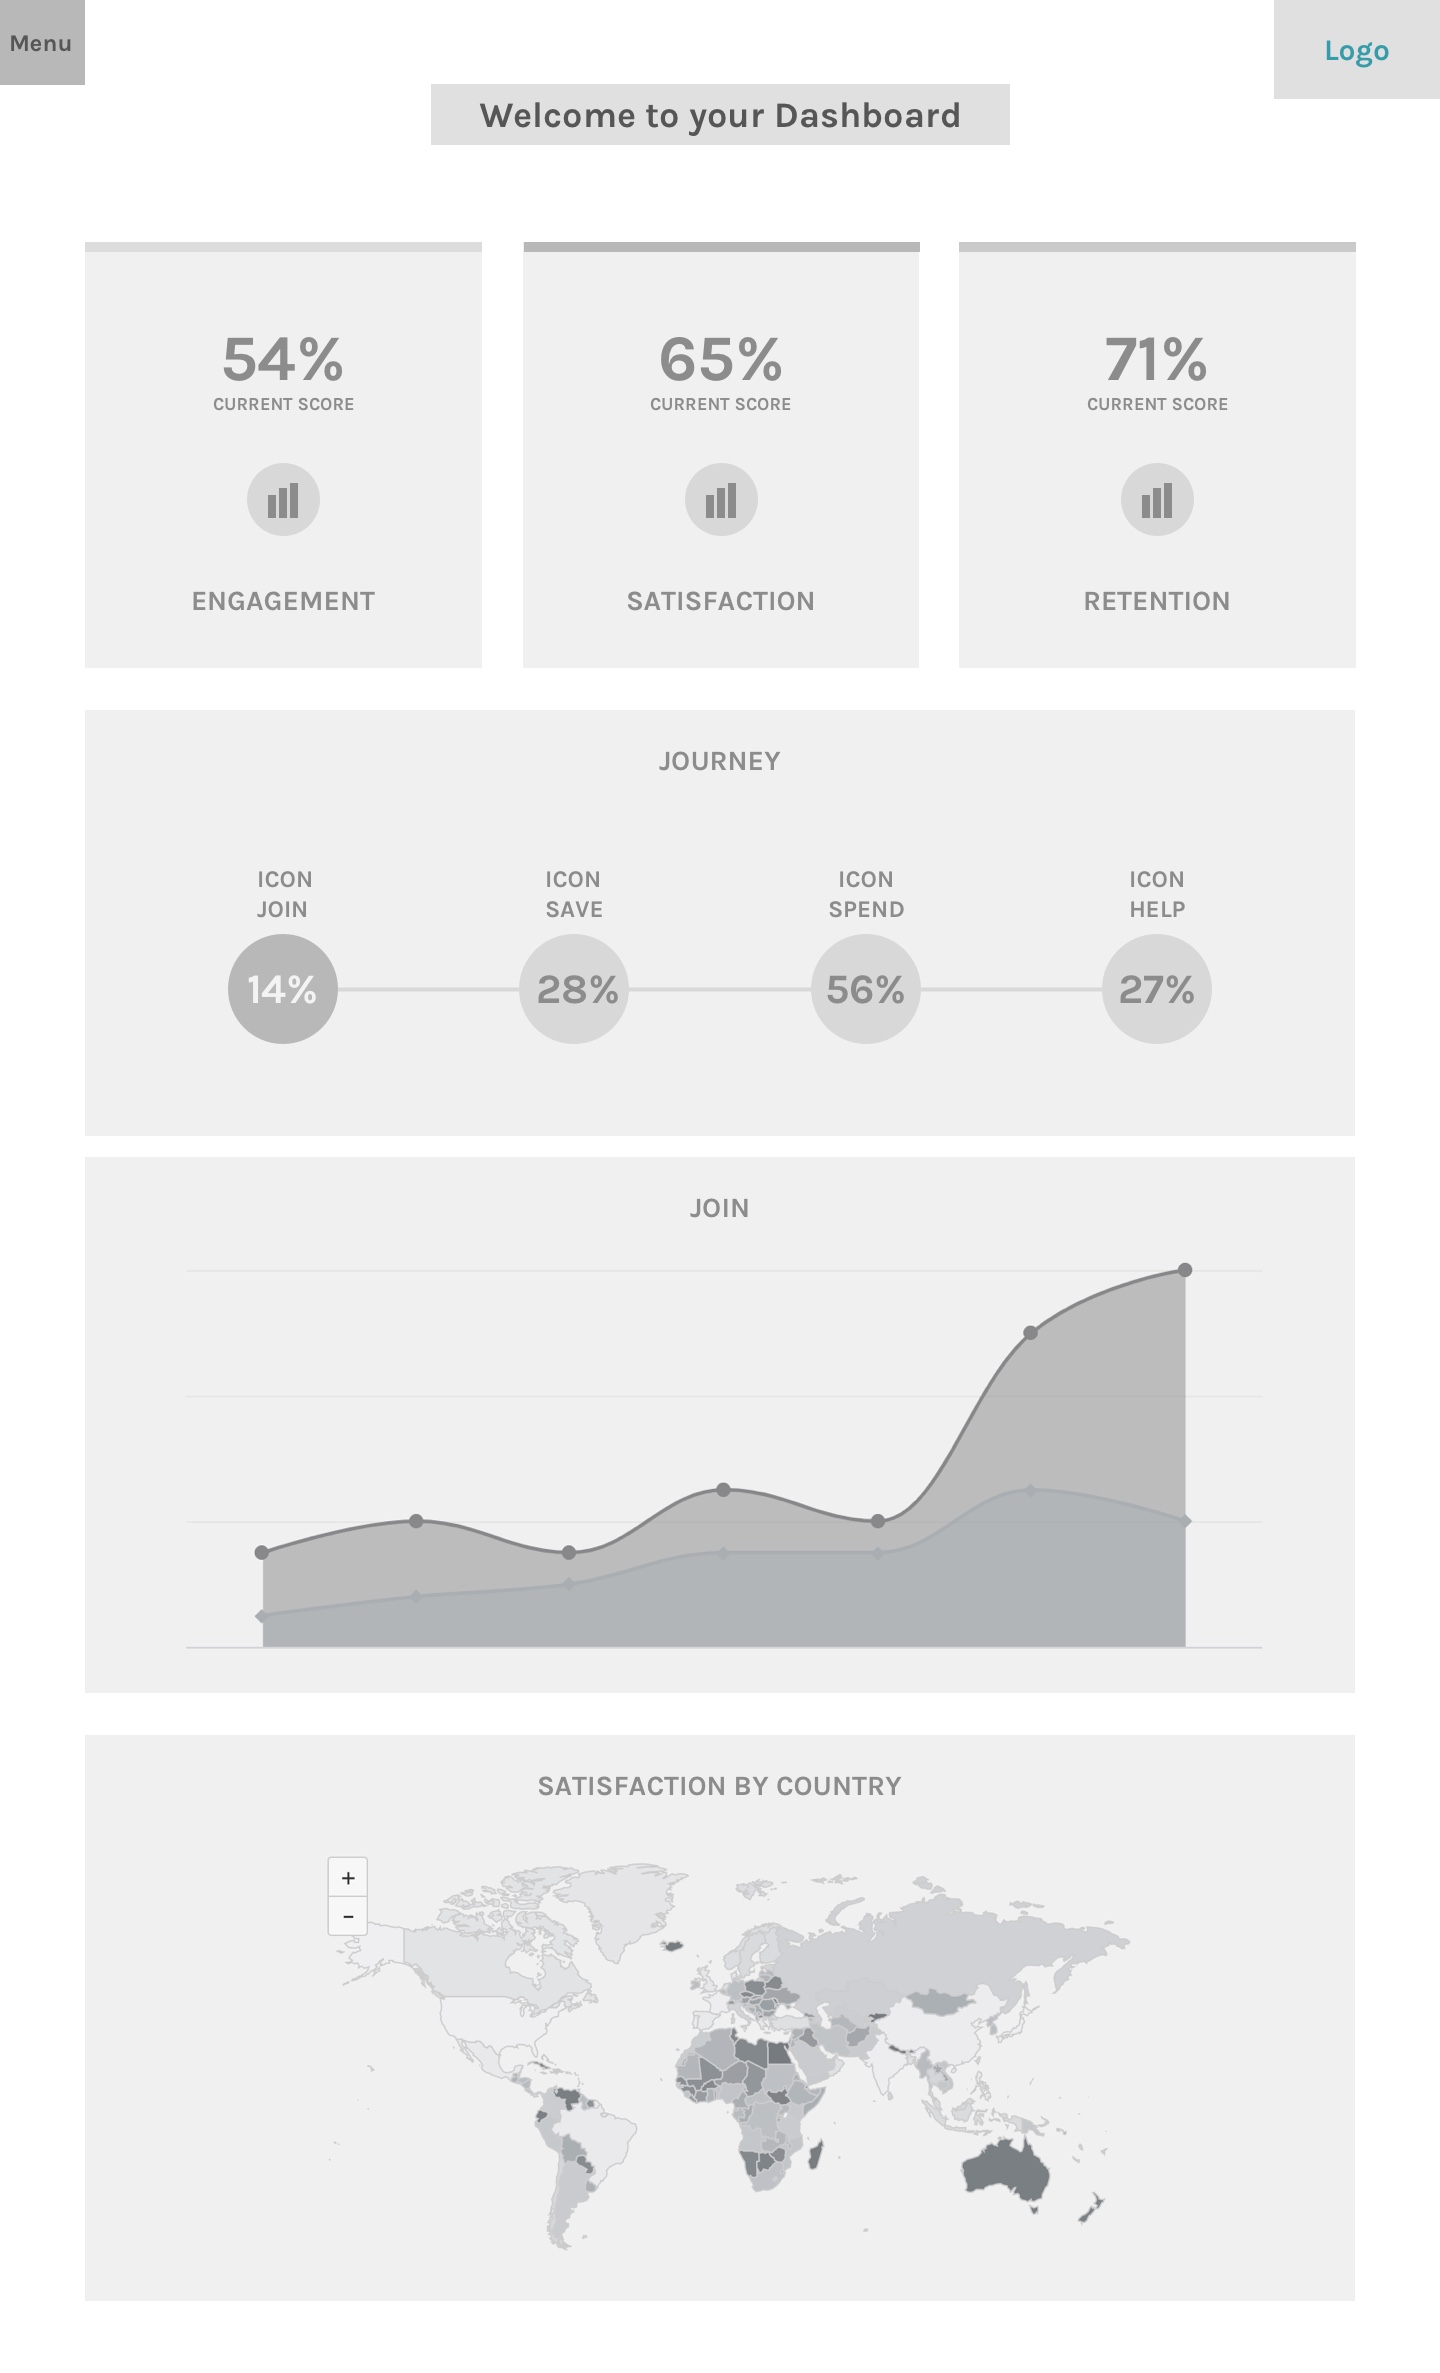 Menu
Logo
Welcome to your Dashboard
54%
CURRENT SCORE
ENGAGEMENT
65%
CURRENT SCORE
SATISFACTION
71%
CURRENT SCORE
RETENTION
JOURNEY
ICON
JOIN
14%
ICON
SAVE
28%
ICON
SPEND
56%
ICON
HELP
27%
JOIN
SATISFACTION BY COUNTRY
+
−